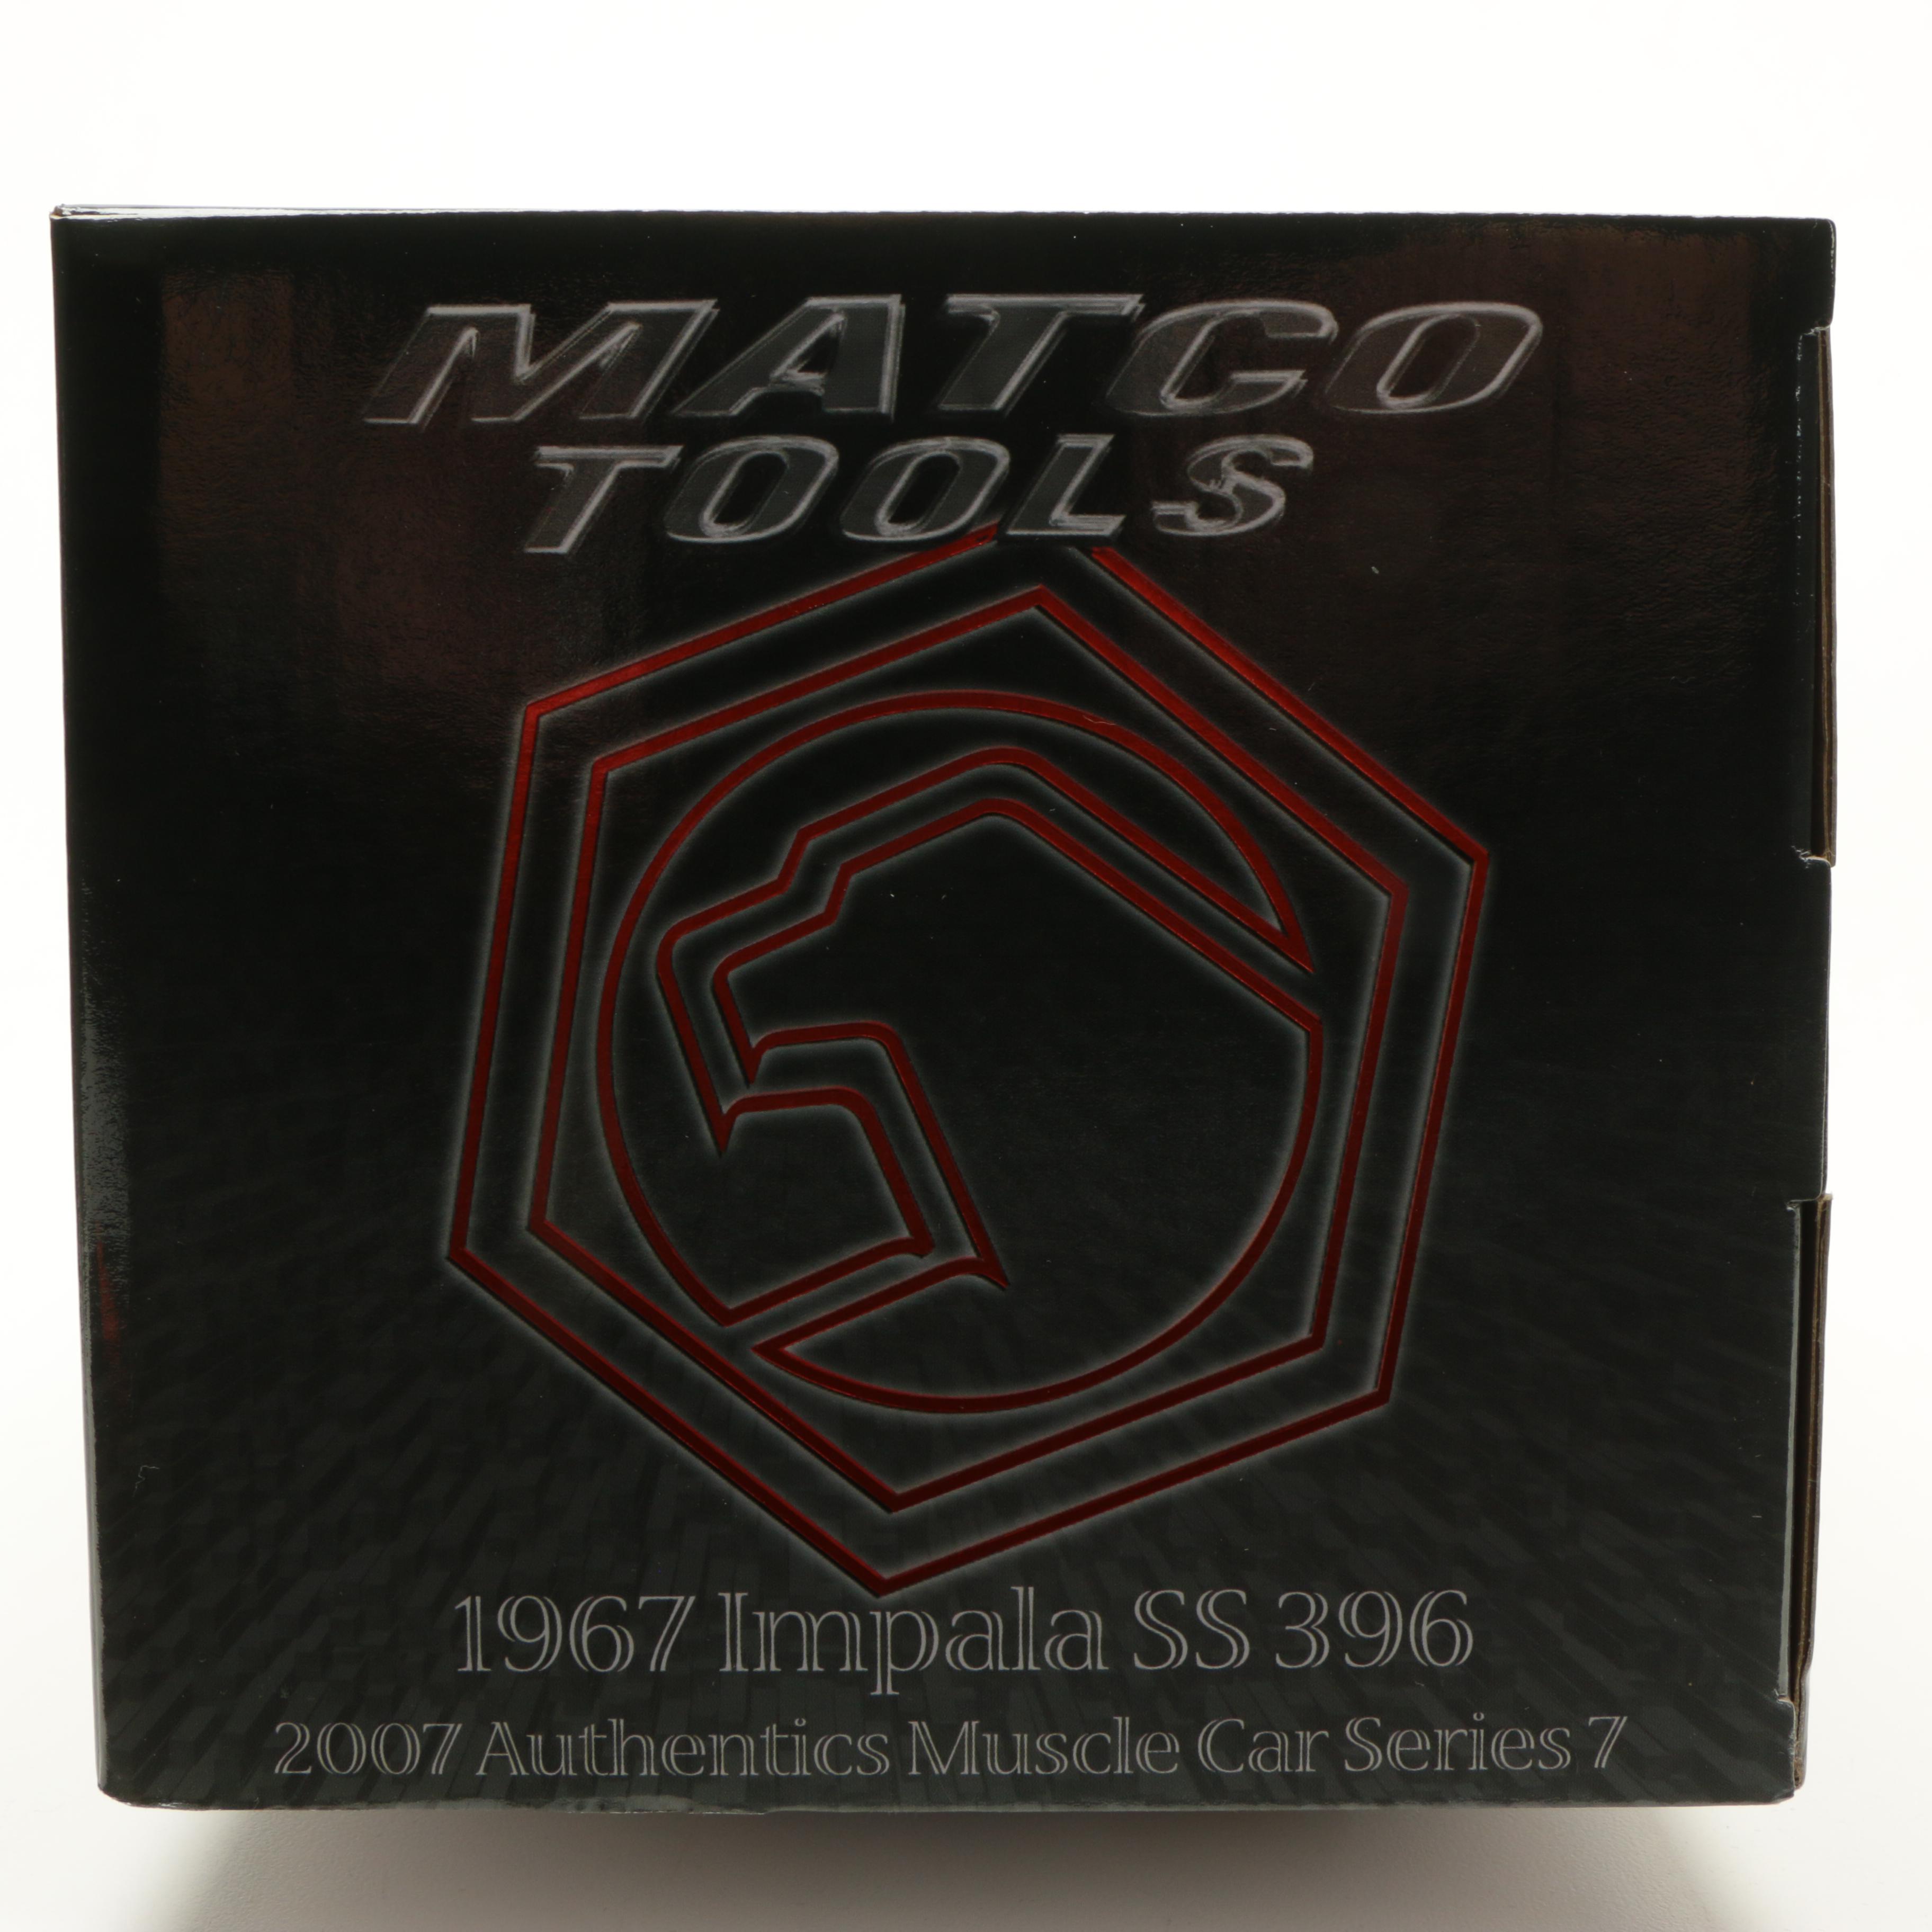 MATCO
TOOLS
1967 Impala SS 396
2007 Authentics Muscle Car Series 7